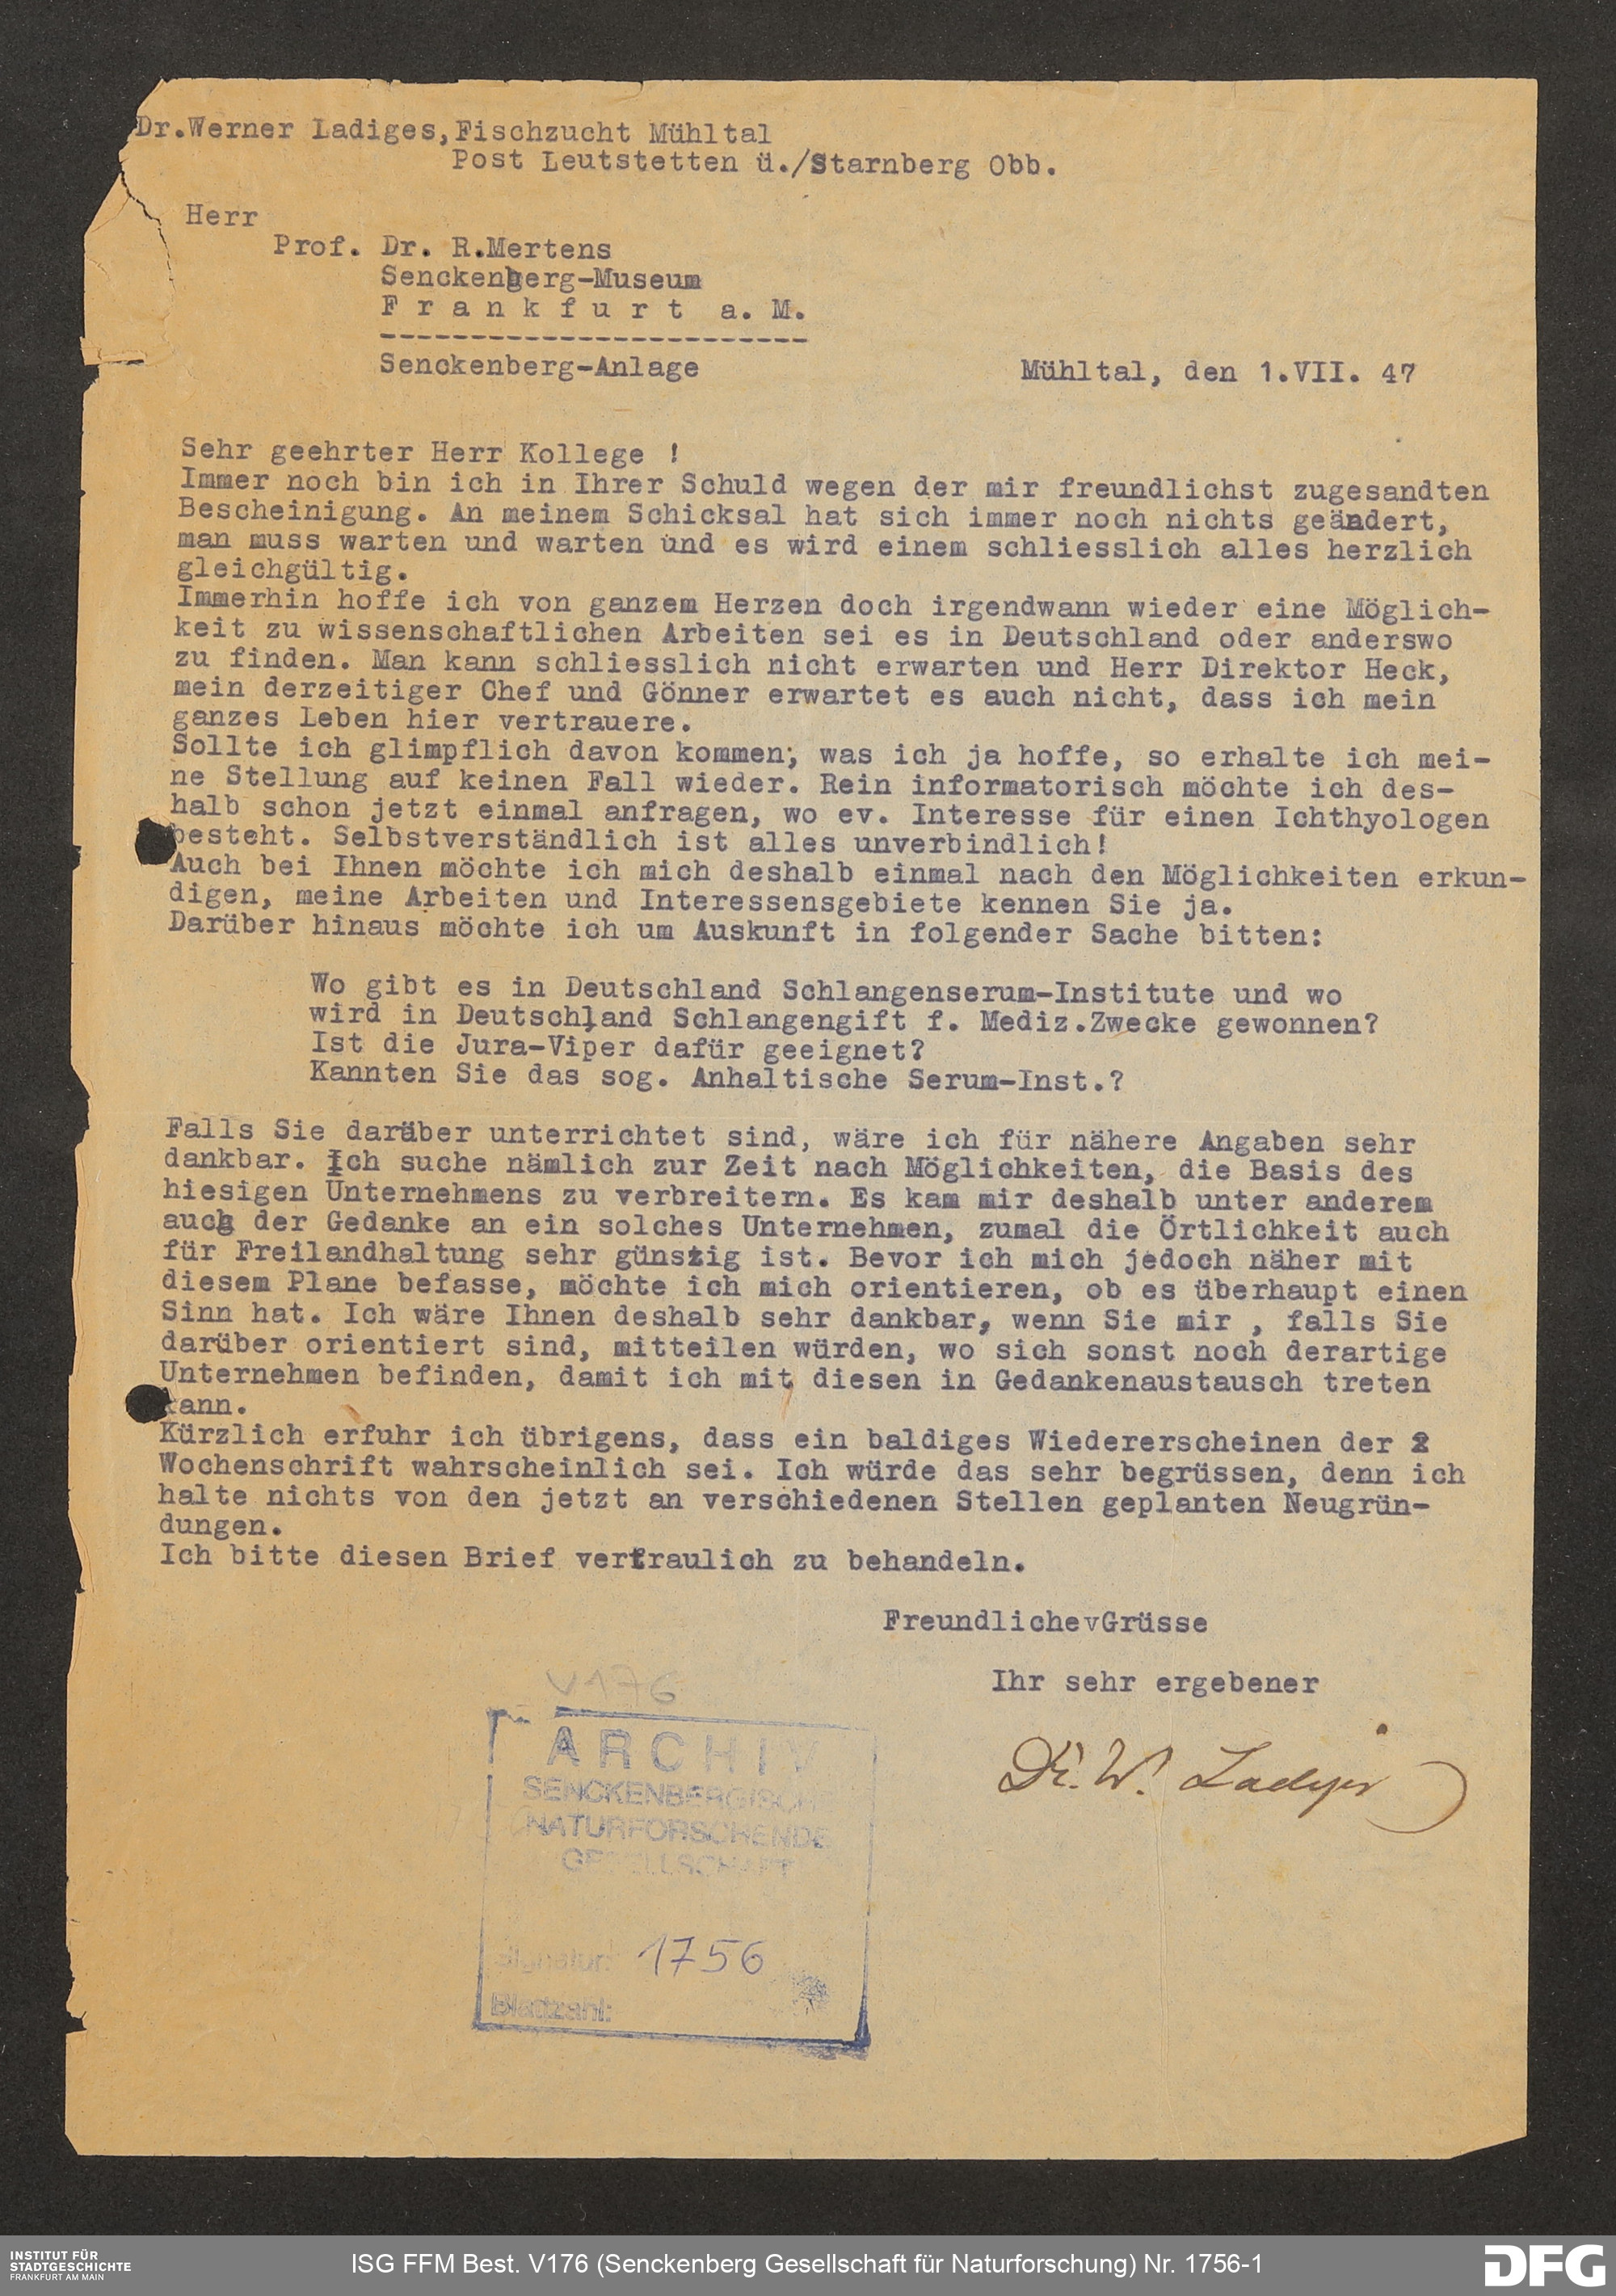 Dr.Werner Ladiges,Fischzucht Mühltal
Post Leutstetten ü./Starnberg Obb.
Herr
Prof. Dr. R.Mertens
Senckenberg-Museum
F r a n k f u r t  a. M.
------------------------
Senckenberg-Anlage
Mühltal, den 1.VII. 47
Sehr geehrter Herr Kollege !
Immer noch bin ich in Ihrer Schuld wegen der mir freundlichst zugesandten
Bescheinigung. An meinem Schicksal hat sich immer noch nichts geändert,
man muss warten und warten und es wird einem schliesslich alles herzlich
gleichgültig.
Immerhin hoffe ich von ganzem Herzen doch irgendwann wieder eine Möglich-
keit zu wissenschaftlichen Arbeiten sei es in Deutschland oder anderswo
zu finden. Man kann schliesslich nicht erwarten und Herr Direktor Heck,
mein derzeitiger Chef und Gönner erwartet es auch nicht, dass ich mein
ganzes Leben hier vertrauere.
Sollte ich glimpflich davon kommen; was ich ja hoffe, so erhalte ich mei-
ne Stellung auf keinen Fall wieder. Rein informatorisch möchte ich des-
halb schon jetzt einmal anfragen, wo ev. Interesse für einen Ichthyologen
besteht. Selbstverständlich ist alles unverbindlich!
Auch bei Ihnen möchte ich mich deshalb einmal nach den Möglichkeiten erkun-
digen, meine Arbeiten und Interessensgebiete kennen Sie ja.
Darüber hinaus möchte ich um Auskunft in folgender Sache bitten:
Wo gibt es in Deutschland Schlangenserum-Institute und wo
wird in Deutschland Schlangengift f. Mediz.Zwecke gewonnen?
Ist die Jura-Viper dafür geeignet?
Kannten Sie das sog. Anhaltische Serum-Inst.?
Falls Sie darüber unterrichtet sind, wäre ich für nähere Angaben sehr
dankbar. Ich suche nämlich zur Zeit nach Möglichkeiten, die Basis des
hiesigen Unternehmens zu verbreitern. Es kam mir deshalb unter anderem
auch der Gedanke an ein solches Unternehmen, zumal die Örtlichkeit auch
für Freilandhaltung sehr günstig ist. Bevor ich mich jedoch näher mit
diesem Plane befasse, möchte ich mich orientieren, ob es überhaupt einen
Sinn hat. Ich wäre Ihnen deshalb sehr dankbar, wenn Sie mir , falls Sie
darüber orientiert sind, mitteilen würden, wo sich sonst noch derartige
Unternehmen befinden, damit ich mit diesen in Gedankenaustausch treten
kann.
Kürzlich erfuhr ich übrigens, dass ein baldiges Wiedererscheinen der
Wochenschrift wahrscheinlich sei. Ich würde das sehr begrüssen, denn ich
halte nichts von den jetzt an verschiedenen Stellen geplanten Neugrün-
dungen.
Ich bitte diesen Brief vertraulich zu behandeln.
FreundlichevGrüsse
Ihr sehr ergebener
Dr. W. Ladiges
V176
ARCHIV
SENCKENBERGISCHE
NATURFORSCHENDE
GESELLSCHAFT
Signatur: 1756
Blattzahl:
INSTITUT FÜR
STADTGESCHICHTE
FRANKFURT AM MAIN
ISG FFM Best. V176 (Senckenberg Gesellschaft für Naturforschung) Nr. 1756-1
DFG